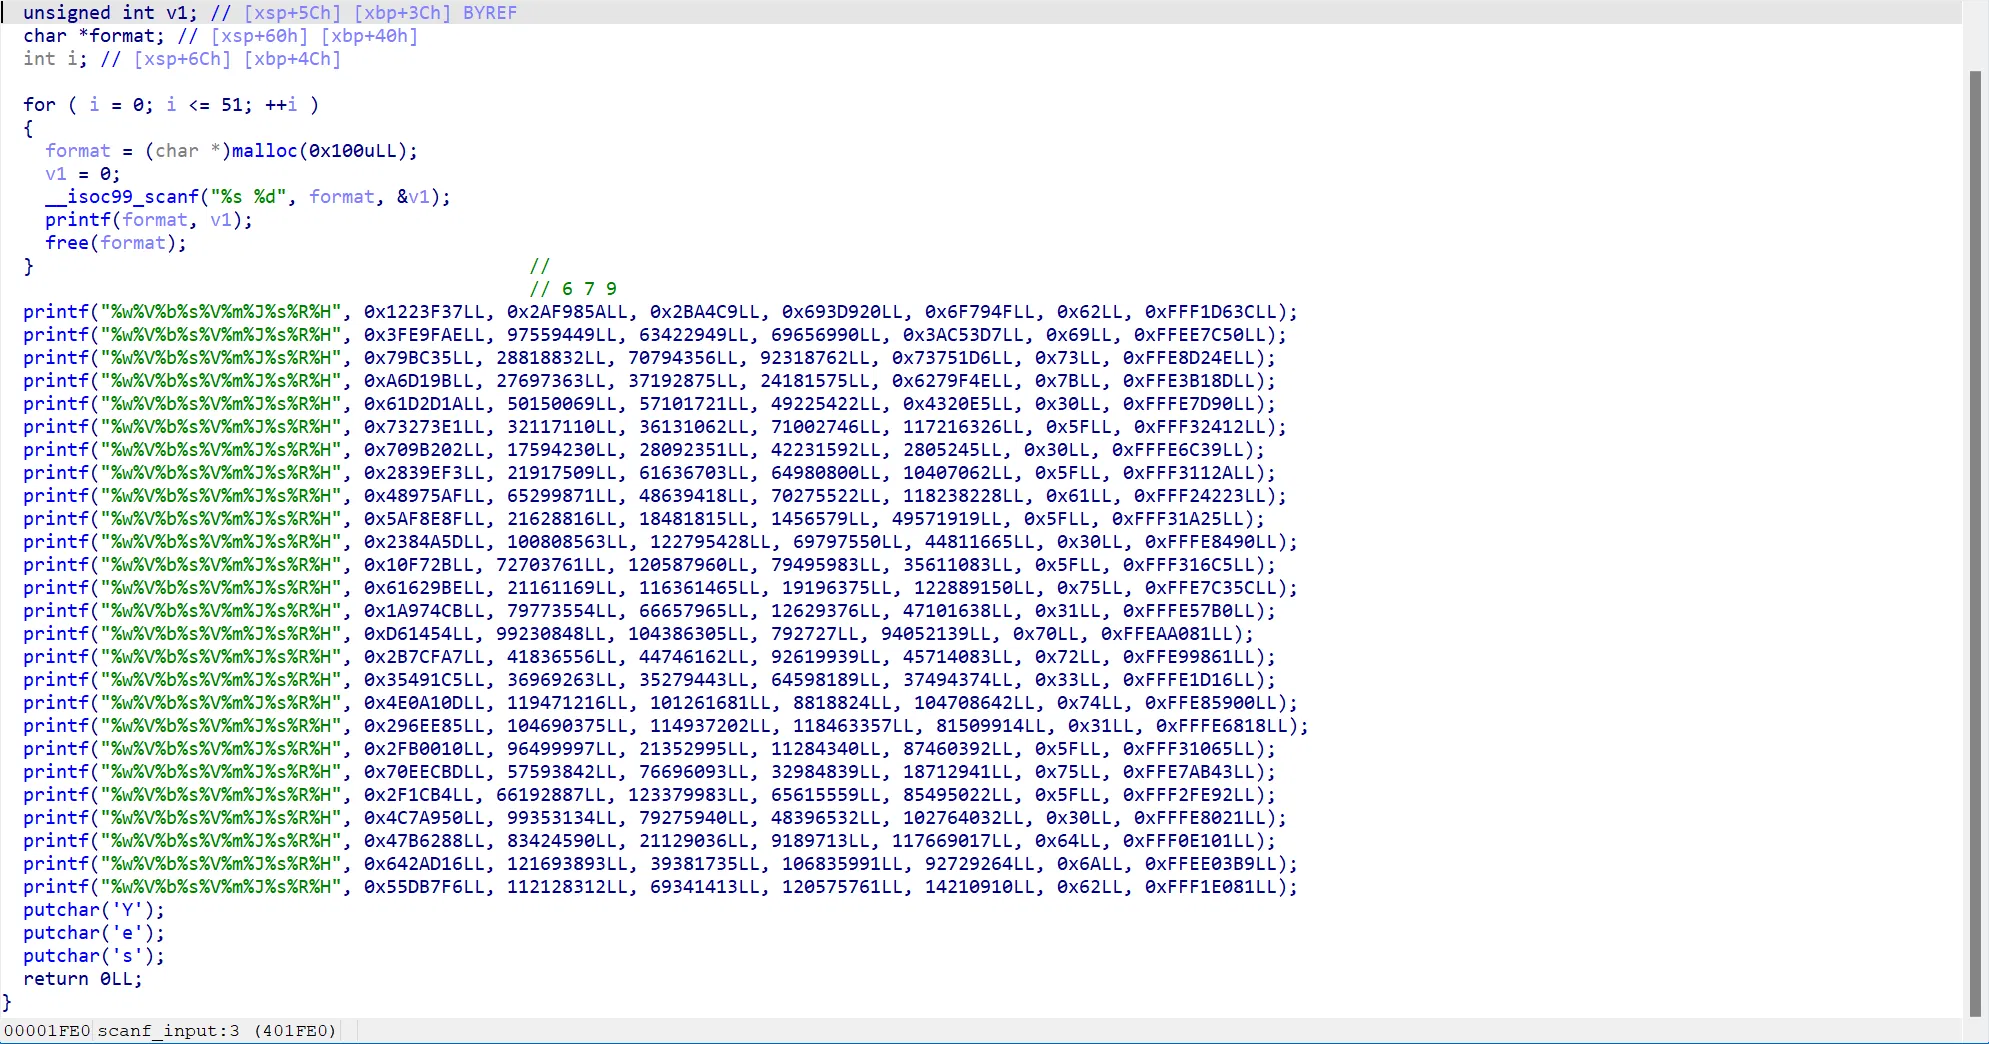 unsigned int v1; // [xsp+5Ch] [xbp+3Ch] BYREF
char *format; // [xsp+60h] [xbp+40h]
int i; // [xsp+6Ch] [xbp+4Ch]
for ( i = 0; i <= 51; ++i )
{
format = (char *)malloc(0x100uLL);
v1 = 0;
__isoc99_scanf("%s %d", format, &v1);
printf(format, v1);
free(format);
} //
// 6 7 9
printf("%w%V%b%s%V%m%J%s%R%H", 0x1223F37LL, 0x2AF985ALL, 0x2BA4C9LL, 0x693D920LL, 0x6F794FLL, 0x62LL, 0xFFF1D63CLL);
printf("%w%V%b%s%V%m%J%s%R%H", 0x3FE9FAELL, 97559449LL, 63422949LL, 69656990LL, 0x3AC53D7LL, 0x69LL, 0xFFEE7C50LL);
printf("%w%V%b%s%V%m%J%s%R%H", 0x79BC35LL, 28818832LL, 70794356LL, 92318762LL, 0x73751D6LL, 0x73LL, 0xFFE8D24ELL);
printf("%w%V%b%s%V%m%J%s%R%H", 0xA6D19BLL, 27697363LL, 37192875LL, 24181575LL, 0x6279F4ELL, 0x7BLL, 0xFFE3B18DLL);
printf("%w%V%b%s%V%m%J%s%R%H", 0x61D2D1ALL, 50150069LL, 57101721LL, 49225422LL, 0x4320E5LL, 0x30LL, 0xFFFE7D90LL);
printf("%w%V%b%s%V%m%J%s%R%H", 0x73273E1LL, 32117110LL, 36131062LL, 71002746LL, 117216326LL, 0x5FLL, 0xFFF32412LL);
printf("%w%V%b%s%V%m%J%s%R%H", 0x709B202LL, 17594230LL, 28092351LL, 42231592LL, 2805245LL, 0x30LL, 0xFFFE6C39LL);
printf("%w%V%b%s%V%m%J%s%R%H", 0x2839EF3LL, 21917509LL, 61636703LL, 64980800LL, 10407062LL, 0x5FLL, 0xFFF3112ALL);
printf("%w%V%b%s%V%m%J%s%R%H", 0x48975AFLL, 65299871LL, 48639418LL, 70275522LL, 118238228LL, 0x61LL, 0xFFF24223LL);
printf("%w%V%b%s%V%m%J%s%R%H", 0x5AF8E8FLL, 21628816LL, 18481815LL, 1456579LL, 49571919LL, 0x5FLL, 0xFFF31A25LL);
printf("%w%V%b%s%V%m%J%s%R%H", 0x2384A5DLL, 100808563LL, 122795428LL, 69797550LL, 44811665LL, 0x30LL, 0xFFFE8490LL);
printf("%w%V%b%s%V%m%J%s%R%H", 0x10F72BLL, 72703761LL, 120587960LL, 79495983LL, 35611083LL, 0x5FLL, 0xFFF316C5LL);
printf("%w%V%b%s%V%m%J%s%R%H", 0x61629BELL, 21161169LL, 116361465LL, 19196375LL, 122889150LL, 0x75LL, 0xFFE7C35CLL);
printf("%w%V%b%s%V%m%J%s%R%H", 0x1A974CBLL, 79773554LL, 66657965LL, 12629376LL, 47101638LL, 0x31LL, 0xFFFE57B0LL);
printf("%w%V%b%s%V%m%J%s%R%H", 0xD61454LL, 99230848LL, 104386305LL, 792727LL, 94052139LL, 0x70LL, 0xFFEAA081LL);
printf("%w%V%b%s%V%m%J%s%R%H", 0x2B7CFA7LL, 41836556LL, 44746162LL, 92619939LL, 45714083LL, 0x72LL, 0xFFE99861LL);
printf("%w%V%b%s%V%m%J%s%R%H", 0x35491C5LL, 36969263LL, 35279443LL, 64598189LL, 37494374LL, 0x33LL, 0xFFFE1D16LL);
printf("%w%V%b%s%V%m%J%s%R%H", 0x4E0A10DLL, 119471216LL, 101261681LL, 8818824LL, 104708642LL, 0x74LL, 0xFFE85900LL);
printf("%w%V%b%s%V%m%J%s%R%H", 0x296EE85LL, 104690375LL, 114937202LL, 118463357LL, 81509914LL, 0x31LL, 0xFFFE6818LL);
printf("%w%V%b%s%V%m%J%s%R%H", 0x2FB0010LL, 96499997LL, 21352995LL, 11284340LL, 87460392LL, 0x5FLL, 0xFFF31065LL);
printf("%w%V%b%s%V%m%J%s%R%H", 0x70EECBDLL, 57593842LL, 76696093LL, 32984839LL, 18712941LL, 0x75LL, 0xFFE7AB43LL);
printf("%w%V%b%s%V%m%J%s%R%H", 0x2F1CB4LL, 66192887LL, 123379983LL, 65615559LL, 85495022LL, 0x5FLL, 0xFFF2FE92LL);
printf("%w%V%b%s%V%m%J%s%R%H", 0x4C7A950LL, 99353134LL, 79275940LL, 48396532LL, 102764032LL, 0x30LL, 0xFFFE8021LL);
printf("%w%V%b%s%V%m%J%s%R%H", 0x47B6288LL, 83424590LL, 21129036LL, 9189713LL, 117669017LL, 0x64LL, 0xFFF0E101LL);
printf("%w%V%b%s%V%m%J%s%R%H", 0x642AD16LL, 121693893LL, 39381735LL, 106835991LL, 92729264LL, 0x6ALL, 0xFFEE03B9LL);
printf("%w%V%b%s%V%m%J%s%R%H", 0x55DB7F6LL, 112128312LL, 69341413LL, 120575761LL, 14210910LL, 0x62LL, 0xFFF1E081LL);
putchar('Y');
putchar('e');
putchar('s');
return 0LL;
}
00001FE0 scanf_input:3 (401FE0)